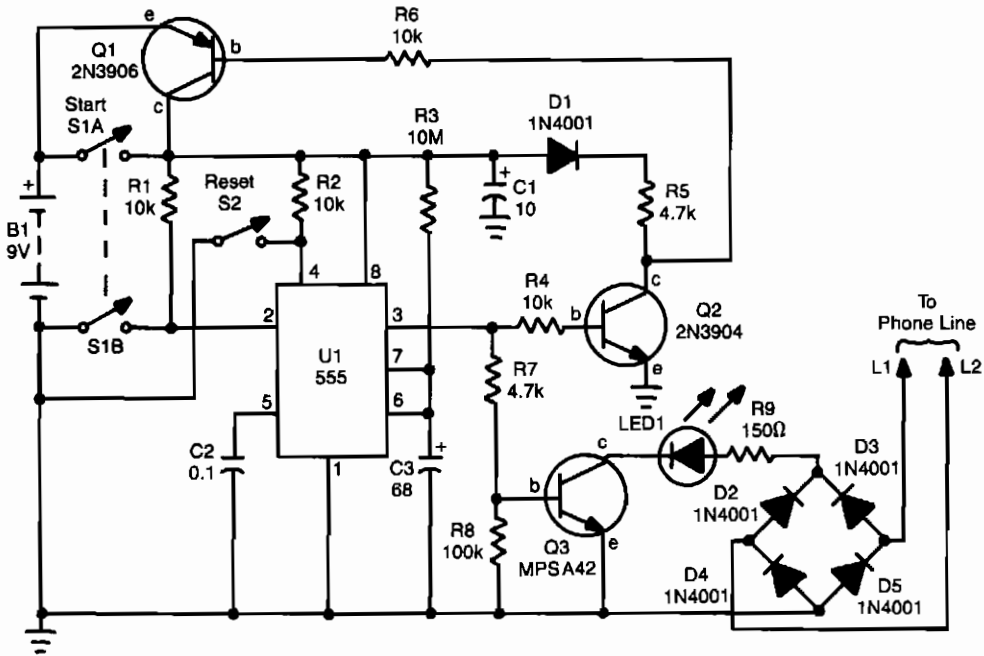 e
R6
10k
Q1
2N3906
b
c
Start
S1A
R3
10M
D1
1N4001
R1
10k
Reset
S2
R2
10k
+
C1
10
R5
4.7k
+
B1
9V
4
8
R4
10k
c
b
Q2
2N3904
e
To
Phone Line
L1
L2
S1B
2
3
U1
555
7
R7
4.7k
5
6
LED1
R9
150Ω
C2
0.1
1
+
C3
68
c
D3
1N4001
D2
1N4001
b
R8
100k
Q3
MPSA42
e
D4
1N4001
D5
1N4001